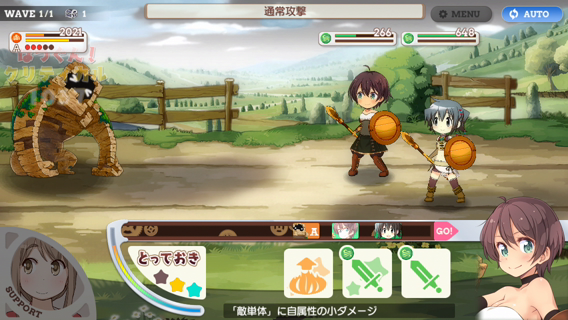 WAVE 1/1
1
通常攻撃
MENU
AUTO
2021
A
266
648
A
GO!
とっておき
SUPPORT
「敵単体」に自属性の小ダメージ